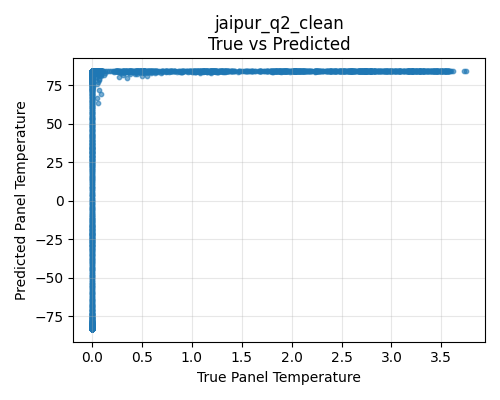 jaipur_q2_clean
True vs Predicted
Predicted Panel Temperature
75
50
25
0
−25
−50
−75
0.0 0.5 1.0 1.5 2.0 2.5 3.0 3.5
True Panel Temperature